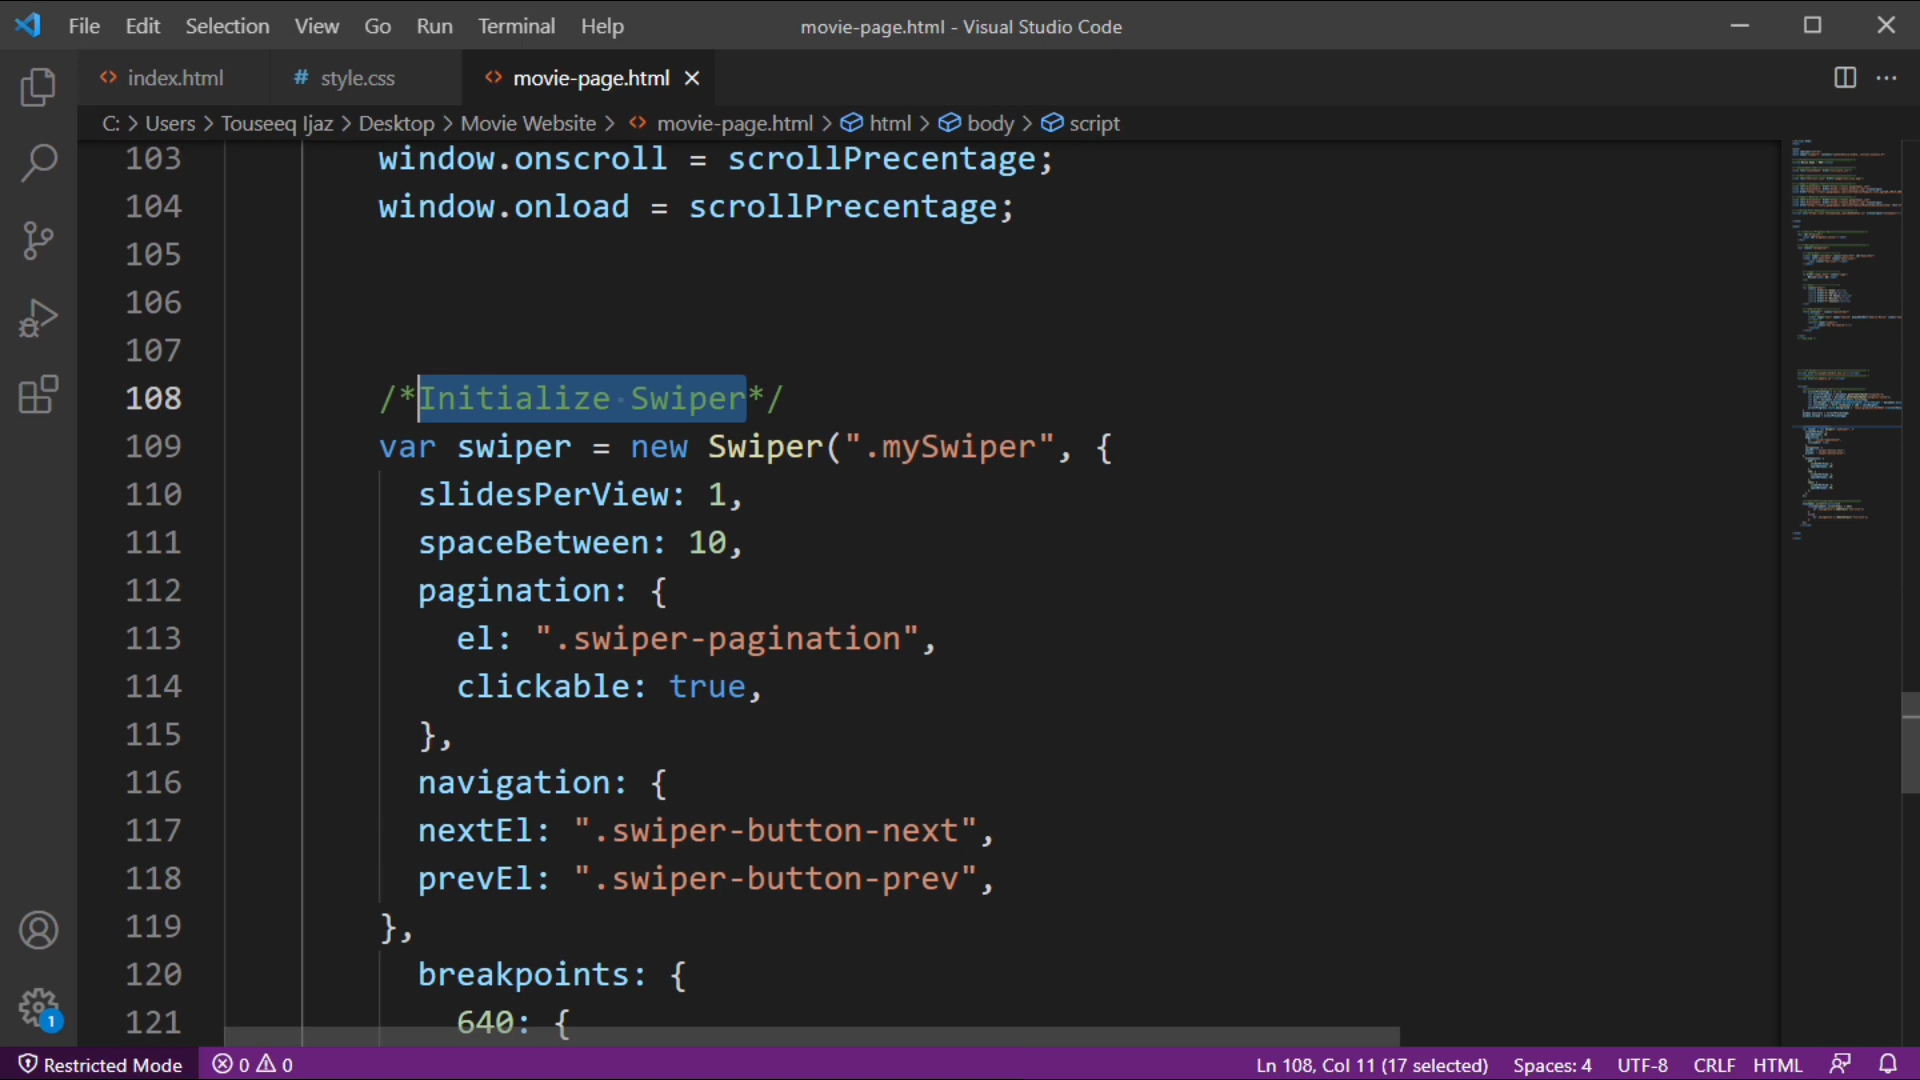 File Edit Selection View Go Run Terminal Help movie-page.html - Visual Studio Code
index.html # style.css movie-page.html
C: > Users > Touseeq Ijaz > Desktop > Movie Website > movie-page.html > html > body > script
103 window.onscroll = scrollPrecentage;
104 window.onload = scrollPrecentage;
105
106
107
108 /*Initialize Swiper*/
109 var swiper = new Swiper(".mySwiper", {
110 slidesPerView: 1,
111 spaceBetween: 10,
112 pagination: {
113 el: ".swiper-pagination",
114 clickable: true,
115 },
116 navigation: {
117 nextEl: ".swiper-button-next",
118 prevEl: ".swiper-button-prev",
119 },
120 breakpoints: {
121 640: {
1
Restricted Mode 0 0 Ln 108, Col 11 (17 selected) Spaces: 4 UTF-8 CRLF HTML